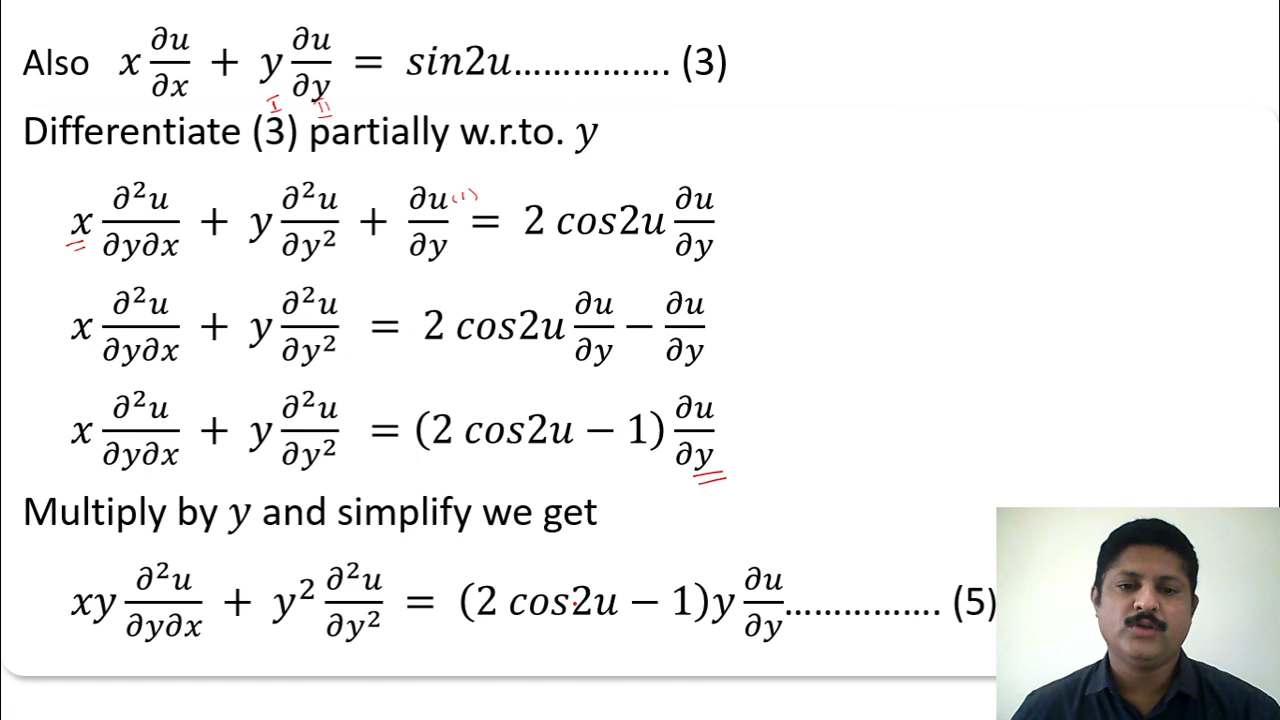 Also x ∂u/∂x + y ∂u/∂y = sin2u................ (3)
I II
Differentiate (3) partially w.r.to. y
x ∂²u/∂y∂x + y ∂²u/∂y² + ∂u/∂y (1) = 2 cos2u ∂u/∂y
x ∂²u/∂y∂x + y ∂²u/∂y² = 2 cos2u ∂u/∂y − ∂u/∂y
x ∂²u/∂y∂x + y ∂²u/∂y² = (2 cos2u − 1) ∂u/∂y
Multiply by y and simplify we get
xy ∂²u/∂y∂x + y² ∂²u/∂y² = (2 cos2u − 1)y ∂u/∂y................ (5)